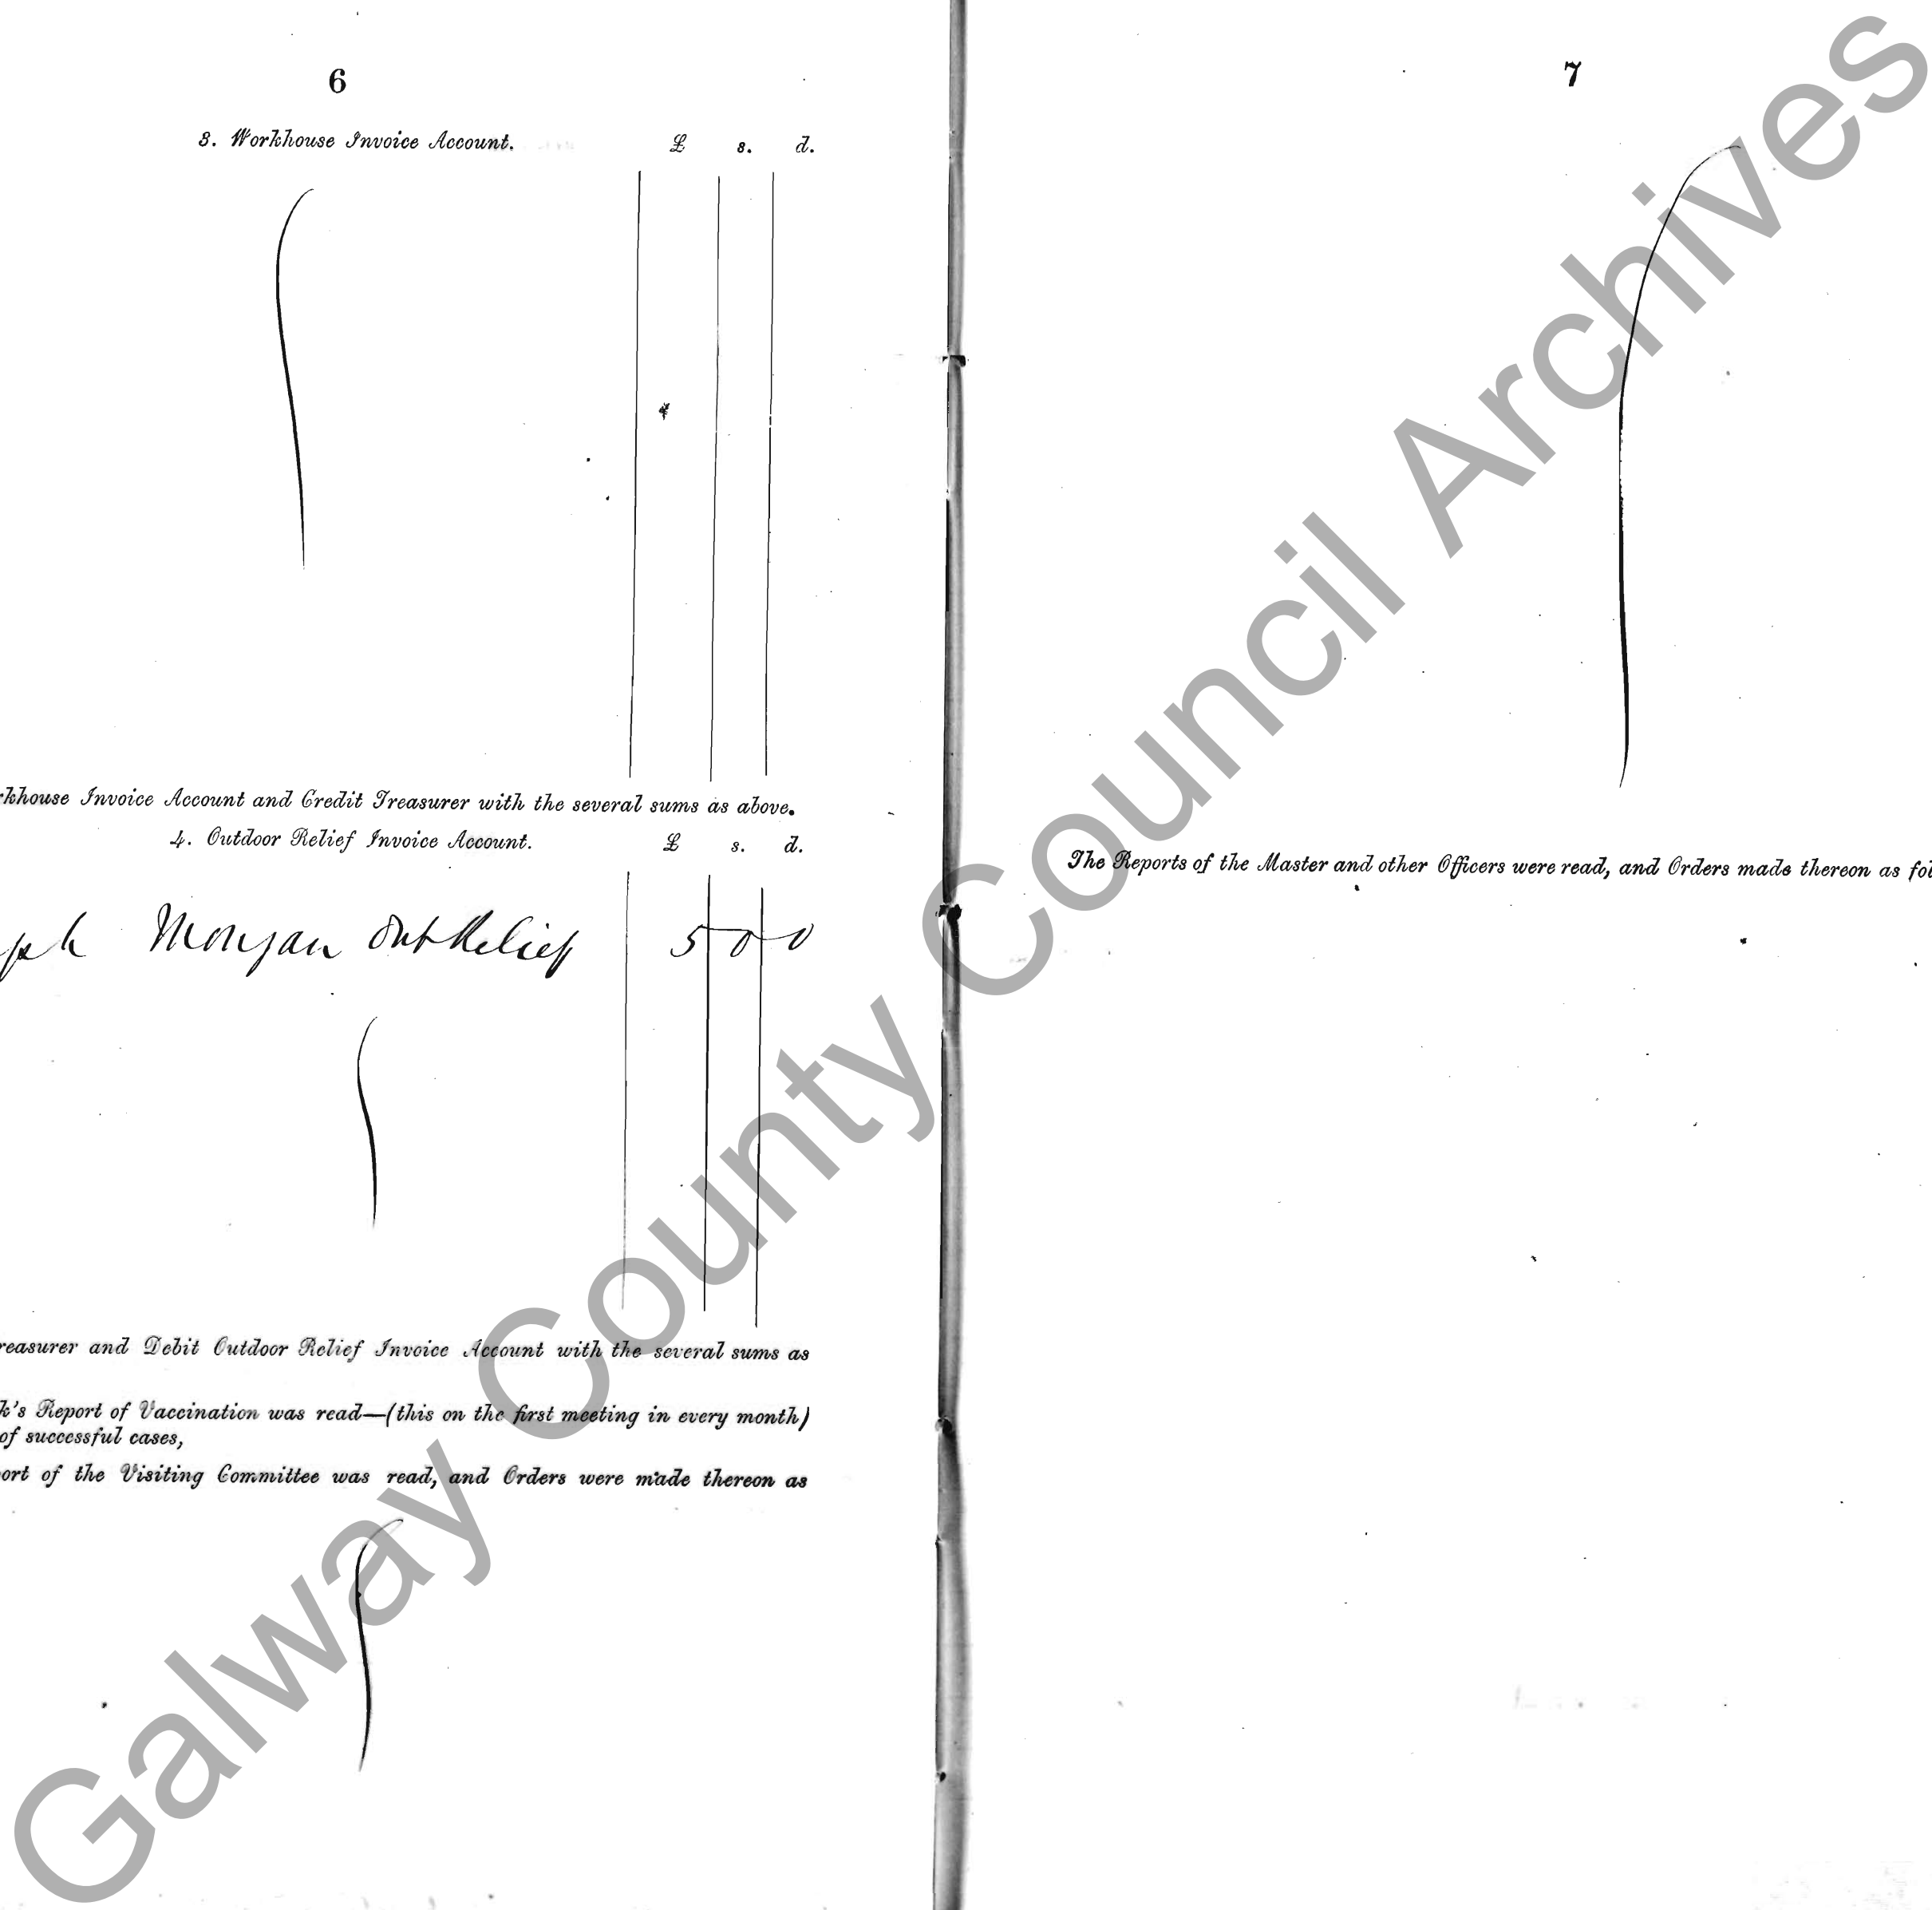 6
3. Workhouse Invoice Account. £ s. d.
rkhouse Invoice Account and Credit Treasurer with the several sums as above.
4. Outdoor Relief Invoice Account. £ s. d.
ph Mongan Out Relief 5 0 0
reasurer and Debit Outdoor Relief Invoice Account with the several sums as
k's Report of Vaccination was read—(this on the first meeting in every month)
of successful cases,
ort of the Visiting Committee was read, and Orders were made thereon as
7
The Reports of the Master and other Officers were read, and Orders made thereon as fol
Galway County Council Archives